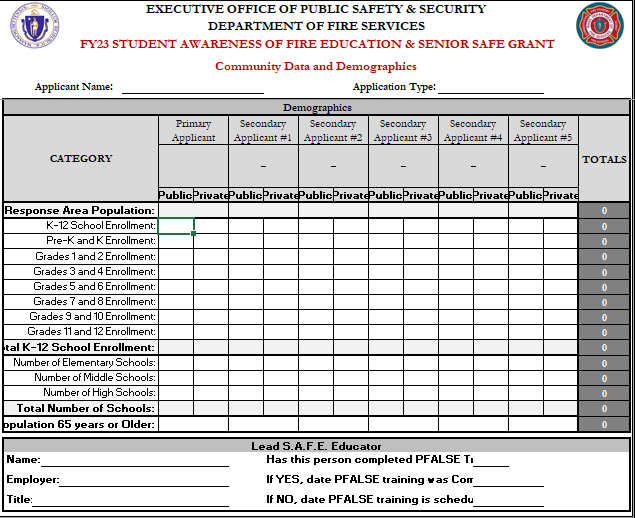 EXECUTIVE OFFICE OF PUBLIC SAFETY & SECURITY
DEPARTMENT OF FIRE SERVICES
FY23 STUDENT AWARENESS OF FIRE EDUCATION & SENIOR SAFE GRANT
Community Data and Demographics
Applicant Name: Application Type:
Demographics
CATEGORY Primary Applicant Secondary Applicant #1 Secondary Applicant #2 Secondary Applicant #3 Secondary Applicant #4 Secondary Applicant #5 TOTALS
– – – – –
Public Private Public Private Public Private Public Private Public Private Public Private
Response Area Population: 0
K-12 School Enrollment: 0
Pre-K and K Enrollment: 0
Grades 1 and 2 Enrollment: 0
Grades 3 and 4 Enrollment: 0
Grades 5 and 6 Enrollment: 0
Grades 7 and 8 Enrollment: 0
Grades 9 and 10 Enrollment: 0
Grades 11 and 12 Enrollment: 0
tal K-12 School Enrollment: 0
Number of Elementary Schools: 0
Number of Middle Schools: 0
Number of High Schools: 0
Total Number of Schools: 0
opulation 65 years or Older: 0
Lead S.A.F.E. Educator
Name: Has this person completed PFALSE Tr
Employer: If YES, date PFALSE training was Com
Title: If NO, date PFALSE training is schedu